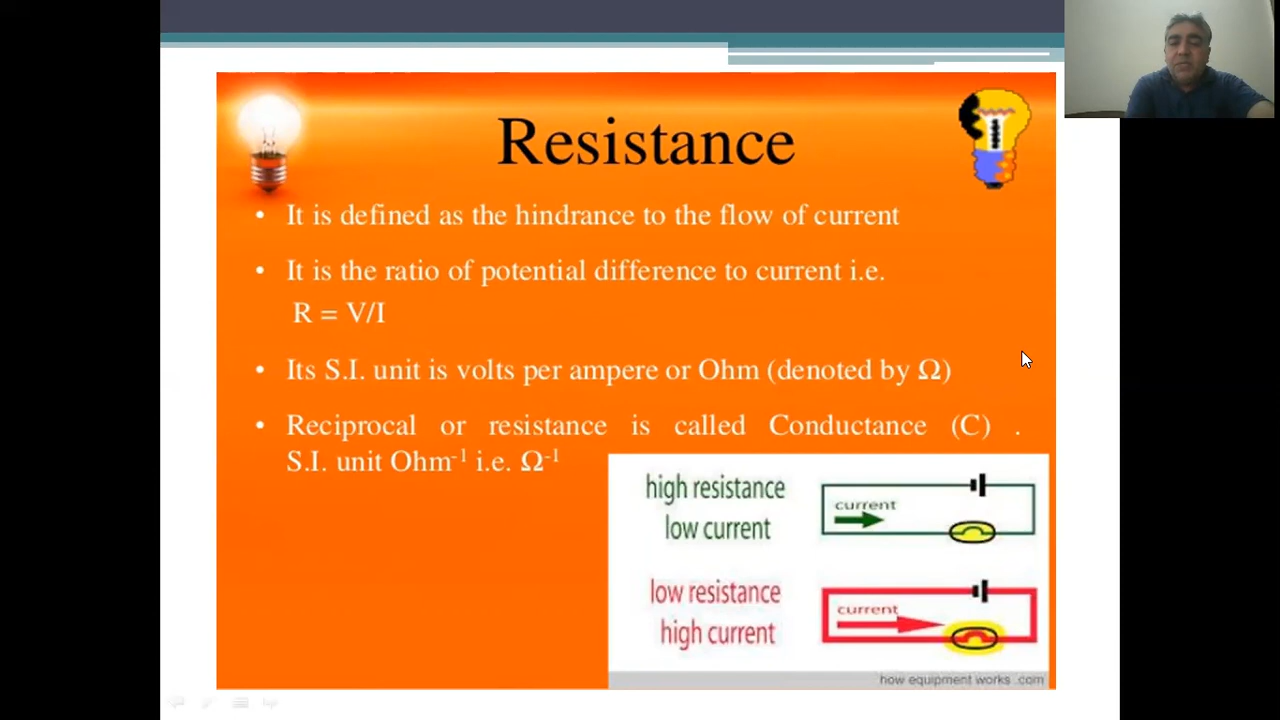 Resistance
• It is defined as the hindrance to the flow of current
• It is the ratio of potential difference to current i.e.
R = V/I
• Its S.I. unit is volts per ampere or Ohm (denoted by Ω)
• Reciprocal or resistance is called Conductance (C) .
S.I. unit Ohm⁻¹ i.e. Ω⁻¹
high resistance
low current
current
low resistance
high current
current
how equipment works .com